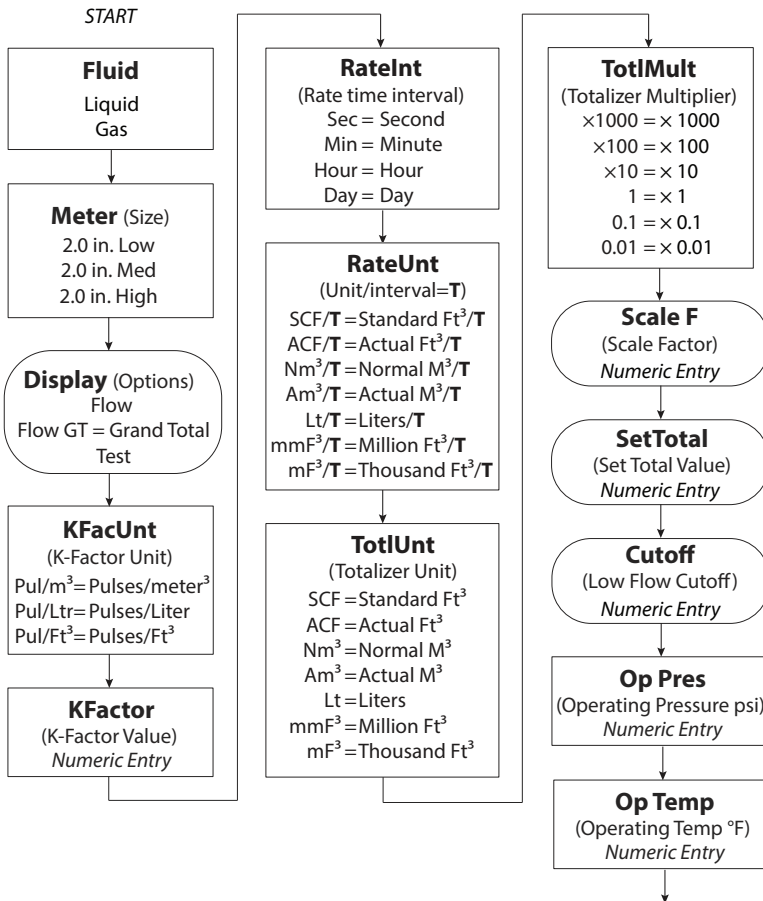 START
Fluid
Liquid
Gas
Meter (Size)
2.0 in. Low
2.0 in. Med
2.0 in. High
Display (Options)
Flow
Flow GT = Grand Total
Test
KFacUnt
(K-Factor Unit)
Pul/m³=Pulses/meter³
Pul/Ltr=Pulses/Liter
Pul/Ft³=Pulses/Ft³
KFactor
(K-Factor Value)
Numeric Entry
RateInt
(Rate time interval)
Sec = Second
Min = Minute
Hour = Hour
Day = Day
RateUnt
(Unit/interval=T)
SCF/T =Standard Ft³/T
ACF/T =Actual Ft³/T
Nm³/T =Normal M³/T
Am³/T =Actual M³/T
Lt/T =Liters/T
mmF³/T =Million Ft³/T
mF³/T =Thousand Ft³/T
TotlUnt
(Totalizer Unit)
SCF =Standard Ft³
ACF =Actual Ft³
Nm³ =Normal M³
Am³ =Actual M³
Lt =Liters
mmF³ =Million Ft³
mF³ =Thousand Ft³
TotlMult
(Totalizer Multiplier)
×1000 = × 1000
×100 = × 100
×10 = × 10
1 = × 1
0.1 = × 0.1
0.01 = × 0.01
Scale F
(Scale Factor)
Numeric Entry
SetTotal
(Set Total Value)
Numeric Entry
Cutoff
(Low Flow Cutoff)
Numeric Entry
Op Pres
(Operating Pressure psi)
Numeric Entry
Op Temp
(Operating Temp °F)
Numeric Entry